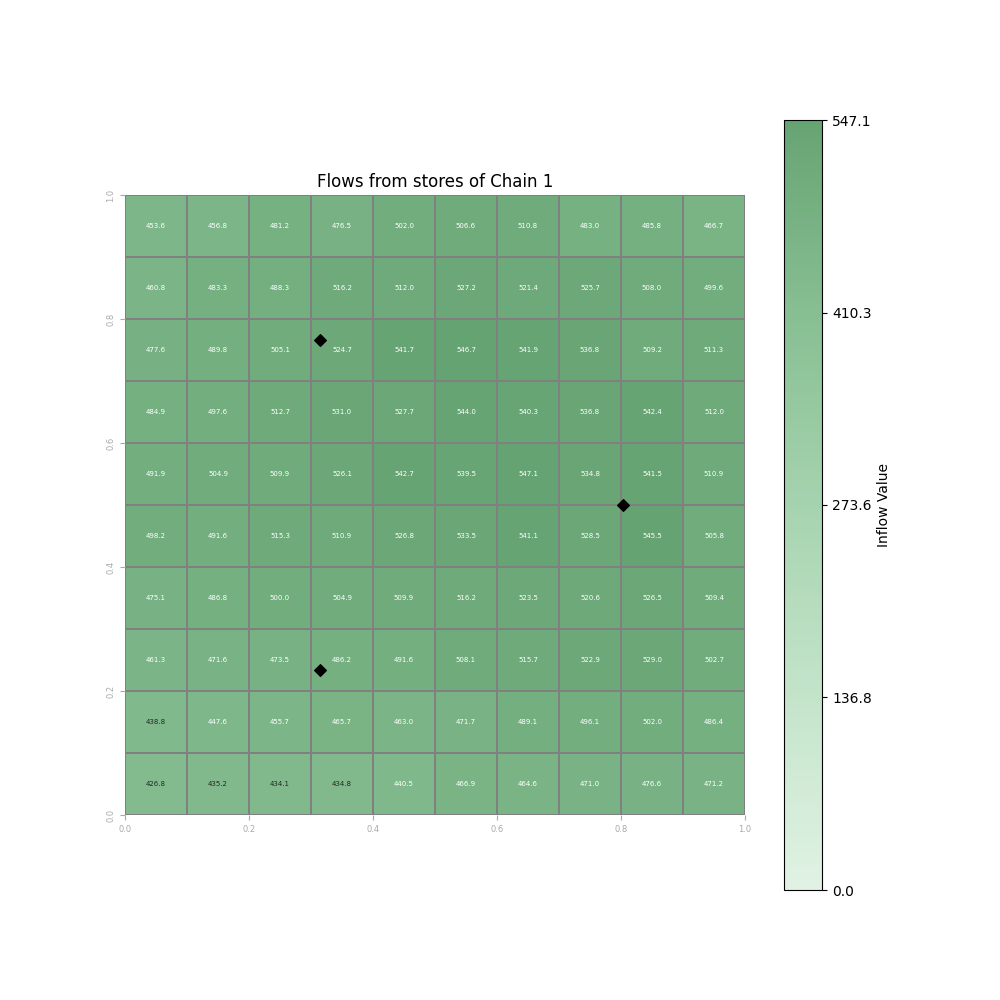 Flows from stores of Chain 1
547.1
410.3
273.6
136.8
0.0
Inflow Value
1.0
0.8
0.6
0.4
0.2
0.0
453.6 456.8 481.2 476.5 502.0 506.6 510.8 483.0 485.8 466.7
460.8 483.3 488.3 516.2 512.0 527.2 521.4 525.7 508.0 499.6
477.6 489.8 505.1 524.7 541.7 546.7 541.9 536.8 509.2 511.3
484.9 497.6 512.7 531.0 527.7 544.0 540.3 536.8 542.4 512.0
491.9 504.9 509.9 526.1 542.7 539.5 547.1 534.8 541.5 510.9
498.2 491.6 515.3 510.9 526.8 533.5 541.1 528.5 545.5 505.8
475.1 486.8 500.0 504.9 509.9 516.2 523.5 520.6 526.5 509.4
461.3 471.6 473.5 486.2 491.6 508.1 515.7 522.9 529.0 502.7
438.8 447.6 455.7 465.7 463.0 471.7 489.1 496.1 502.0 486.4
426.8 435.2 434.1 434.8 440.5 466.9 464.6 471.0 476.6 471.2
0.0 0.2 0.4 0.6 0.8 1.0